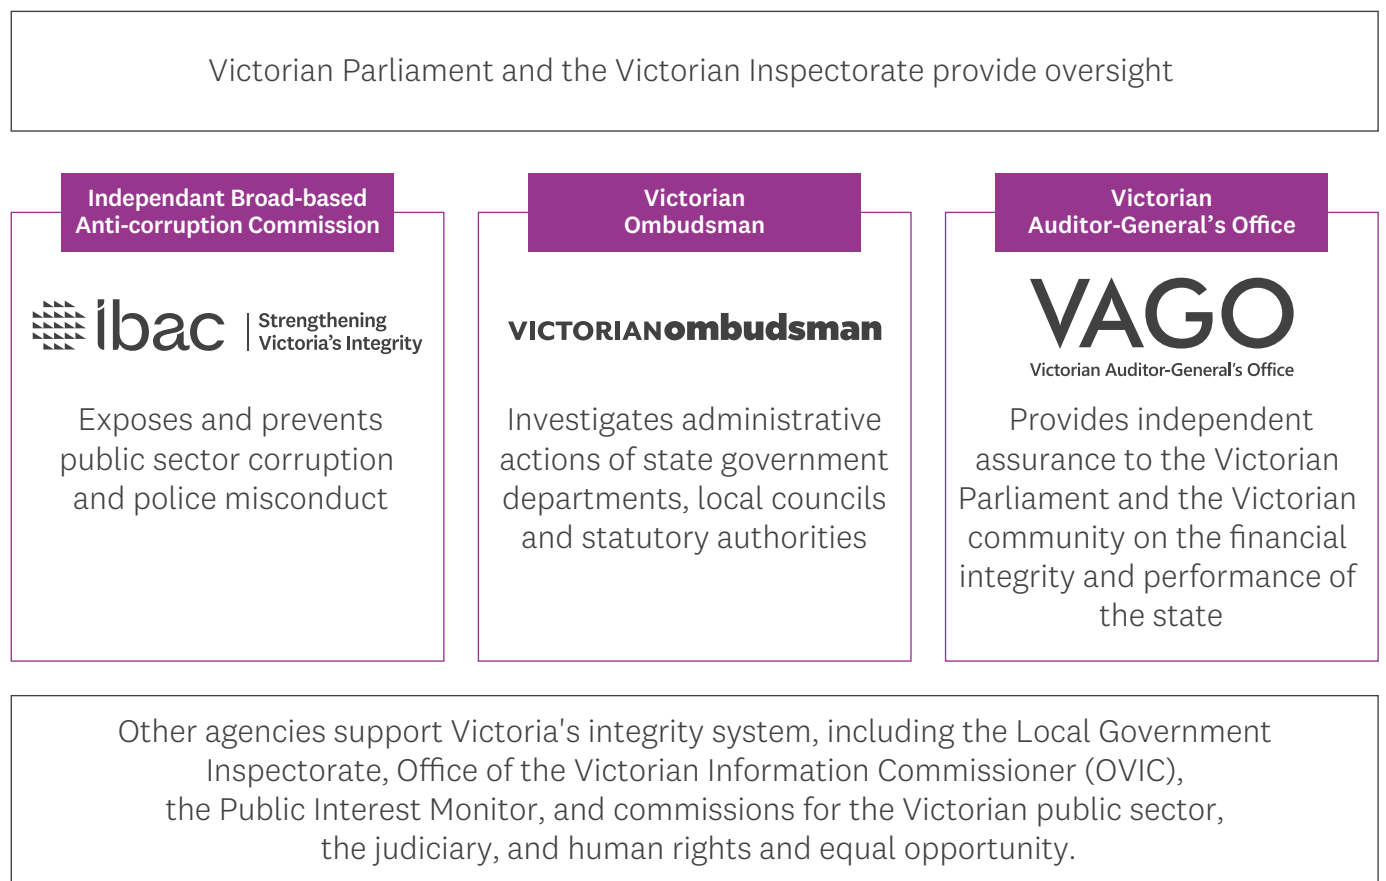 Victorian Parliament and the Victorian Inspectorate provide oversight
Independant Broad-based
Anti-corruption Commission
ibac
Strengthening
Victoria's Integrity
Exposes and prevents
public sector corruption
and police misconduct
Victorian
Ombudsman
VICTORIANombudsman
Investigates administrative
actions of state government
departments, local councils
and statutory authorities
Victorian
Auditor-General's Office
VAGO
Victorian Auditor-General's Office
Provides independent
assurance to the Victorian
Parliament and the Victorian
community on the financial
integrity and performance of
the state
Other agencies support Victoria's integrity system, including the Local Government
Inspectorate, Office of the Victorian Information Commissioner (OVIC),
the Public Interest Monitor, and commissions for the Victorian public sector,
the judiciary, and human rights and equal opportunity.